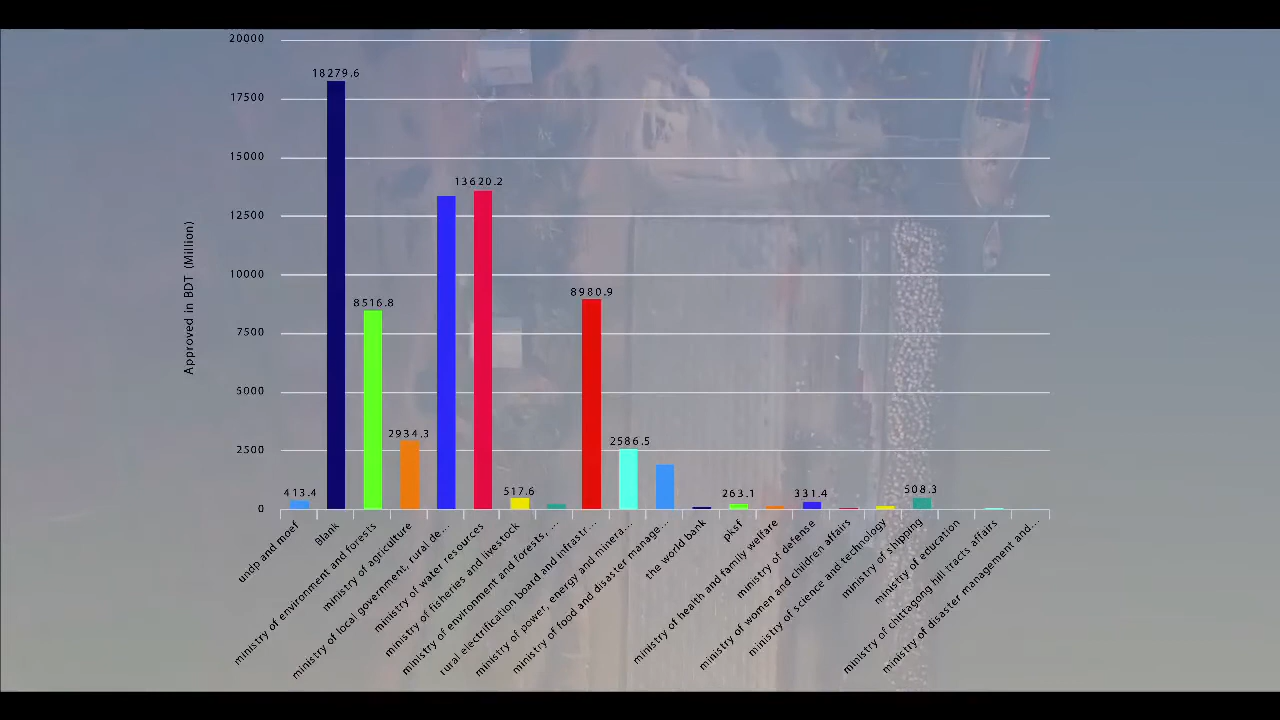 20000
17500
15000
12500
10000
7500
5000
2500
0
Approved in BDT (Million)
413.4
18279.6
8516.8
2934.3
13620.2
517.6
8980.9
2586.5
263.1
331.4
508.3
undp and moef
Blank
ministry of environment and forests
ministry of agriculture
ministry of local government, rural de...
ministry of water resources
ministry of fisheries and livestock
ministry of environment and forests,...
rural electrification board and infrastr...
ministry of power, energy and minera...
ministry of food and disaster manage...
the world bank
pksf
ministry of health and family welfare
ministry of defense
ministry of women and children affairs
ministry of science and technology
ministry of shipping
ministry of education
ministry of chittagong hill tracts affairs
ministry of disaster management and...